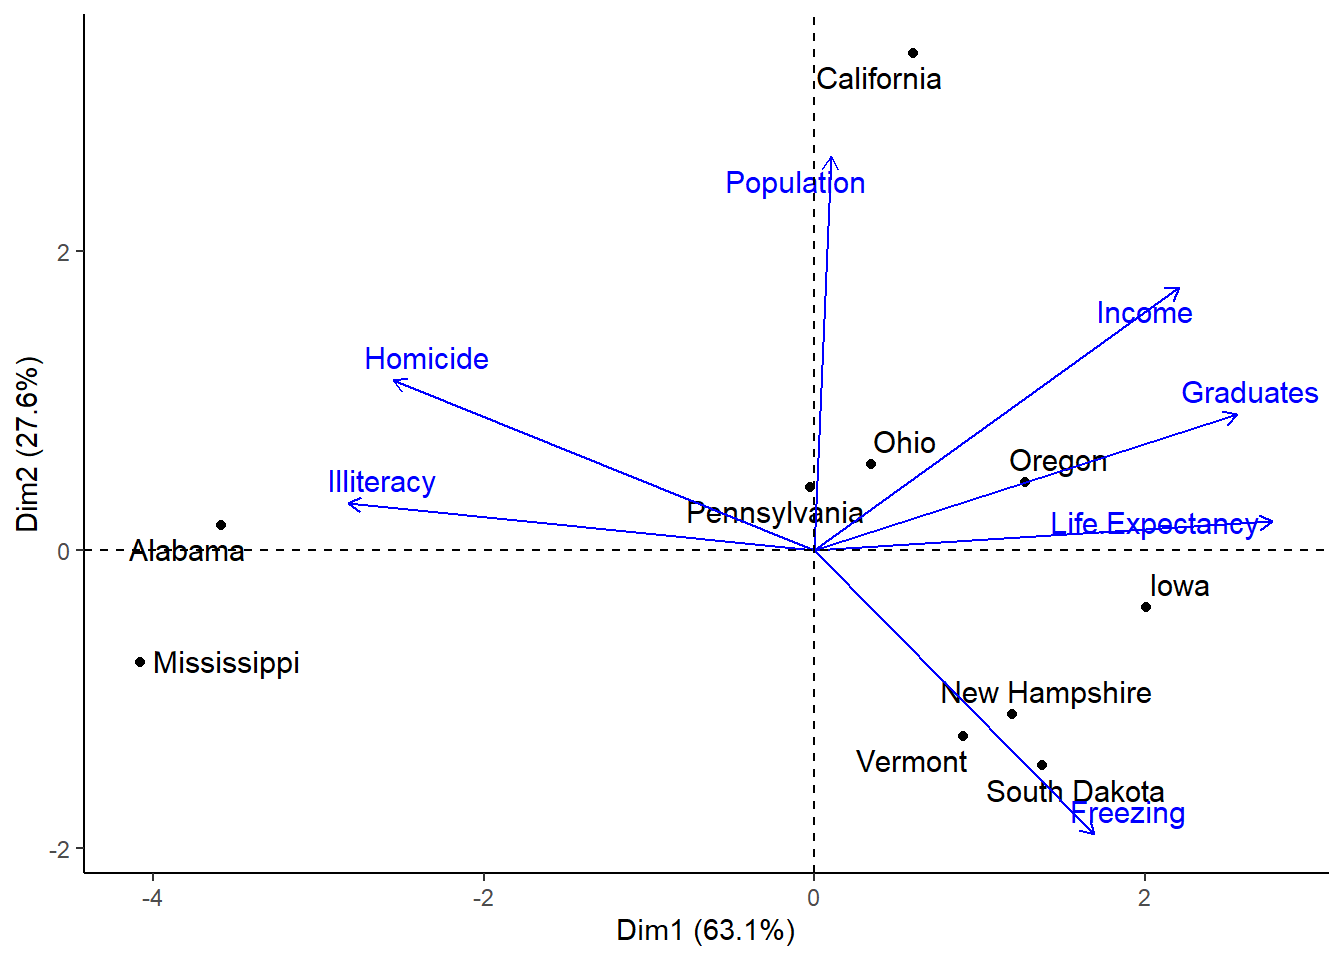 California
Population
2
Income
Homicide
Graduates
Ohio
Oregon
Illiteracy
Pennsylvania
Life Expectancy
0
Alabama
Iowa
Mississippi
New Hampshire
Vermont
South Dakota
Freezing
-2
-4
-2
0
2
Dim1 (63.1%)
Dim2 (27.6%)